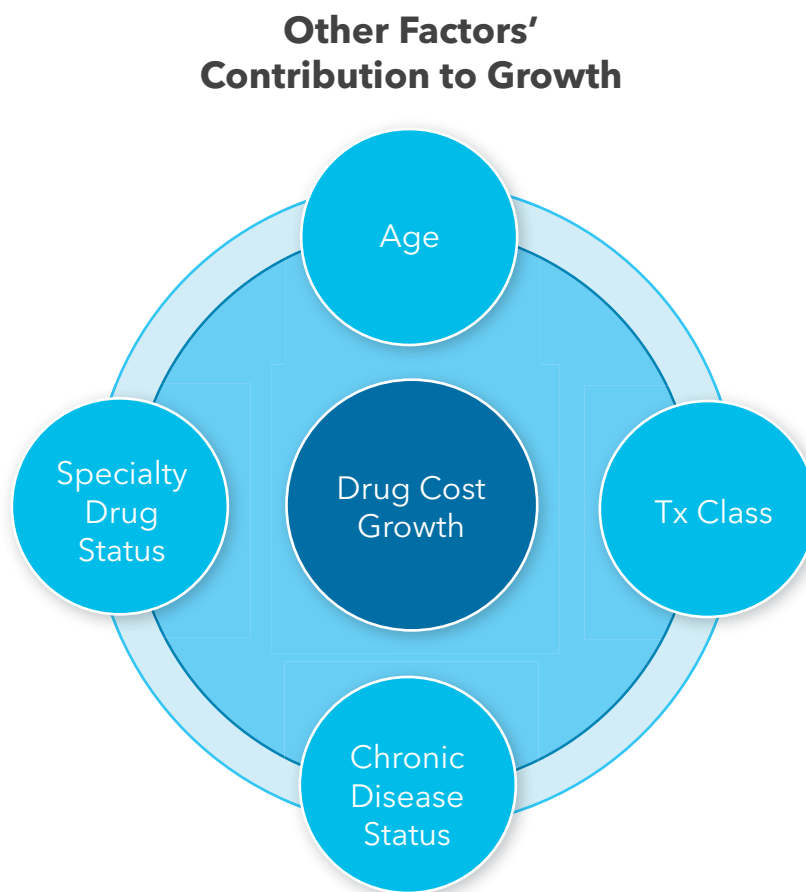 Other Factors’
Contribution to Growth
Age
Specialty
Drug
Status
Drug Cost
Growth
Tx Class
Chronic
Disease
Status